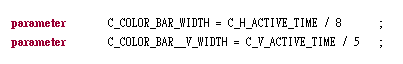 parameter C_COLOR_BAR_WIDTH = C_H_ACTIVE_TIME / 8 ;
parameter C_COLOR_BAR__V_WIDTH = C_V_ACTIVE_TIME / 5 ;